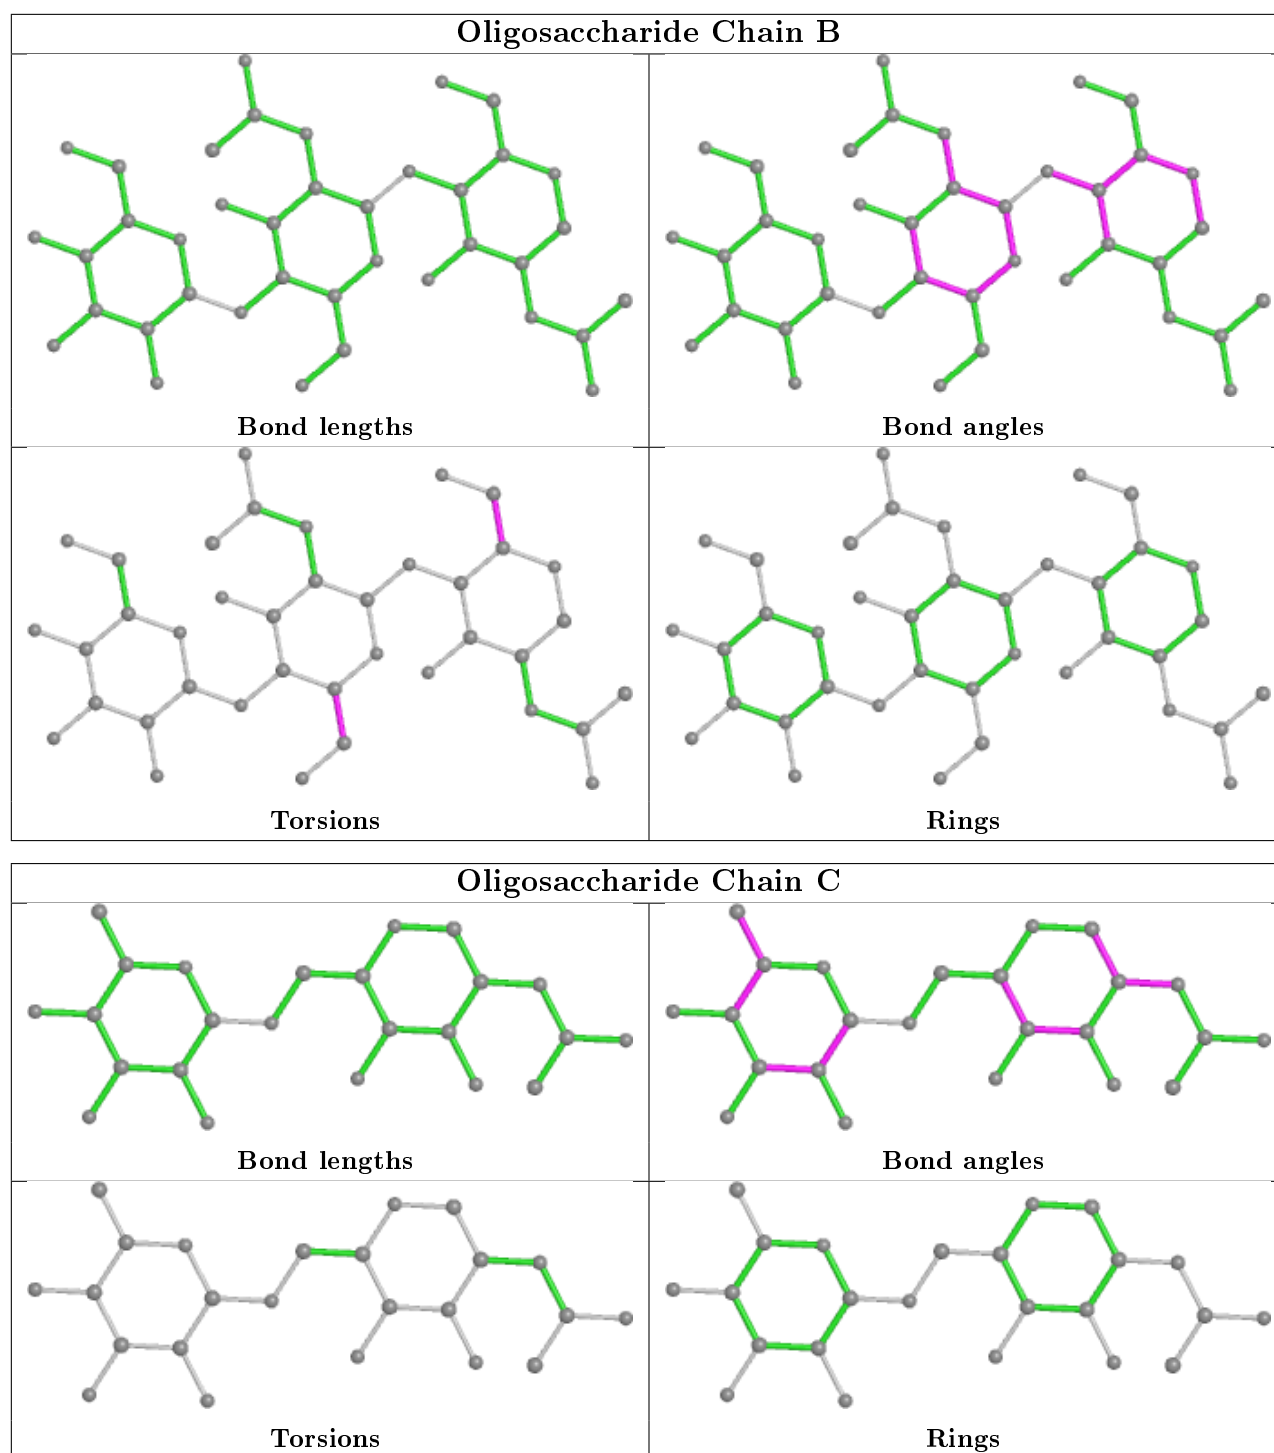 Oligosaccharide Chain B
Bond lengths
Bond angles
Torsions
Rings
Oligosaccharide Chain C
Bond lengths
Bond angles
Torsions
Rings